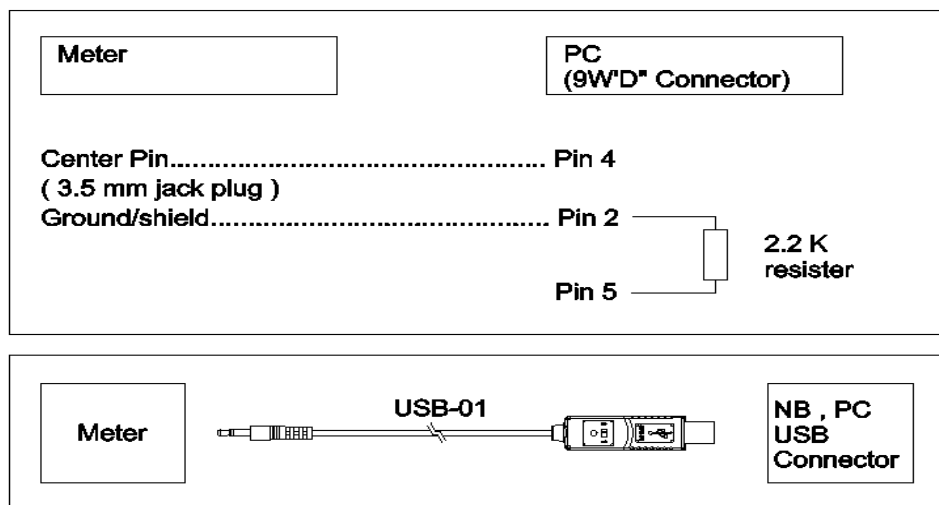 Meter
PC
(9W'D" Connector)
Center Pin................................................... Pin 4
( 3.5 mm jack plug )
Ground/shield.............................................. Pin 2
2.2 K
resister
Pin 5
Meter
USB-01
NB , PC
USB
Connector